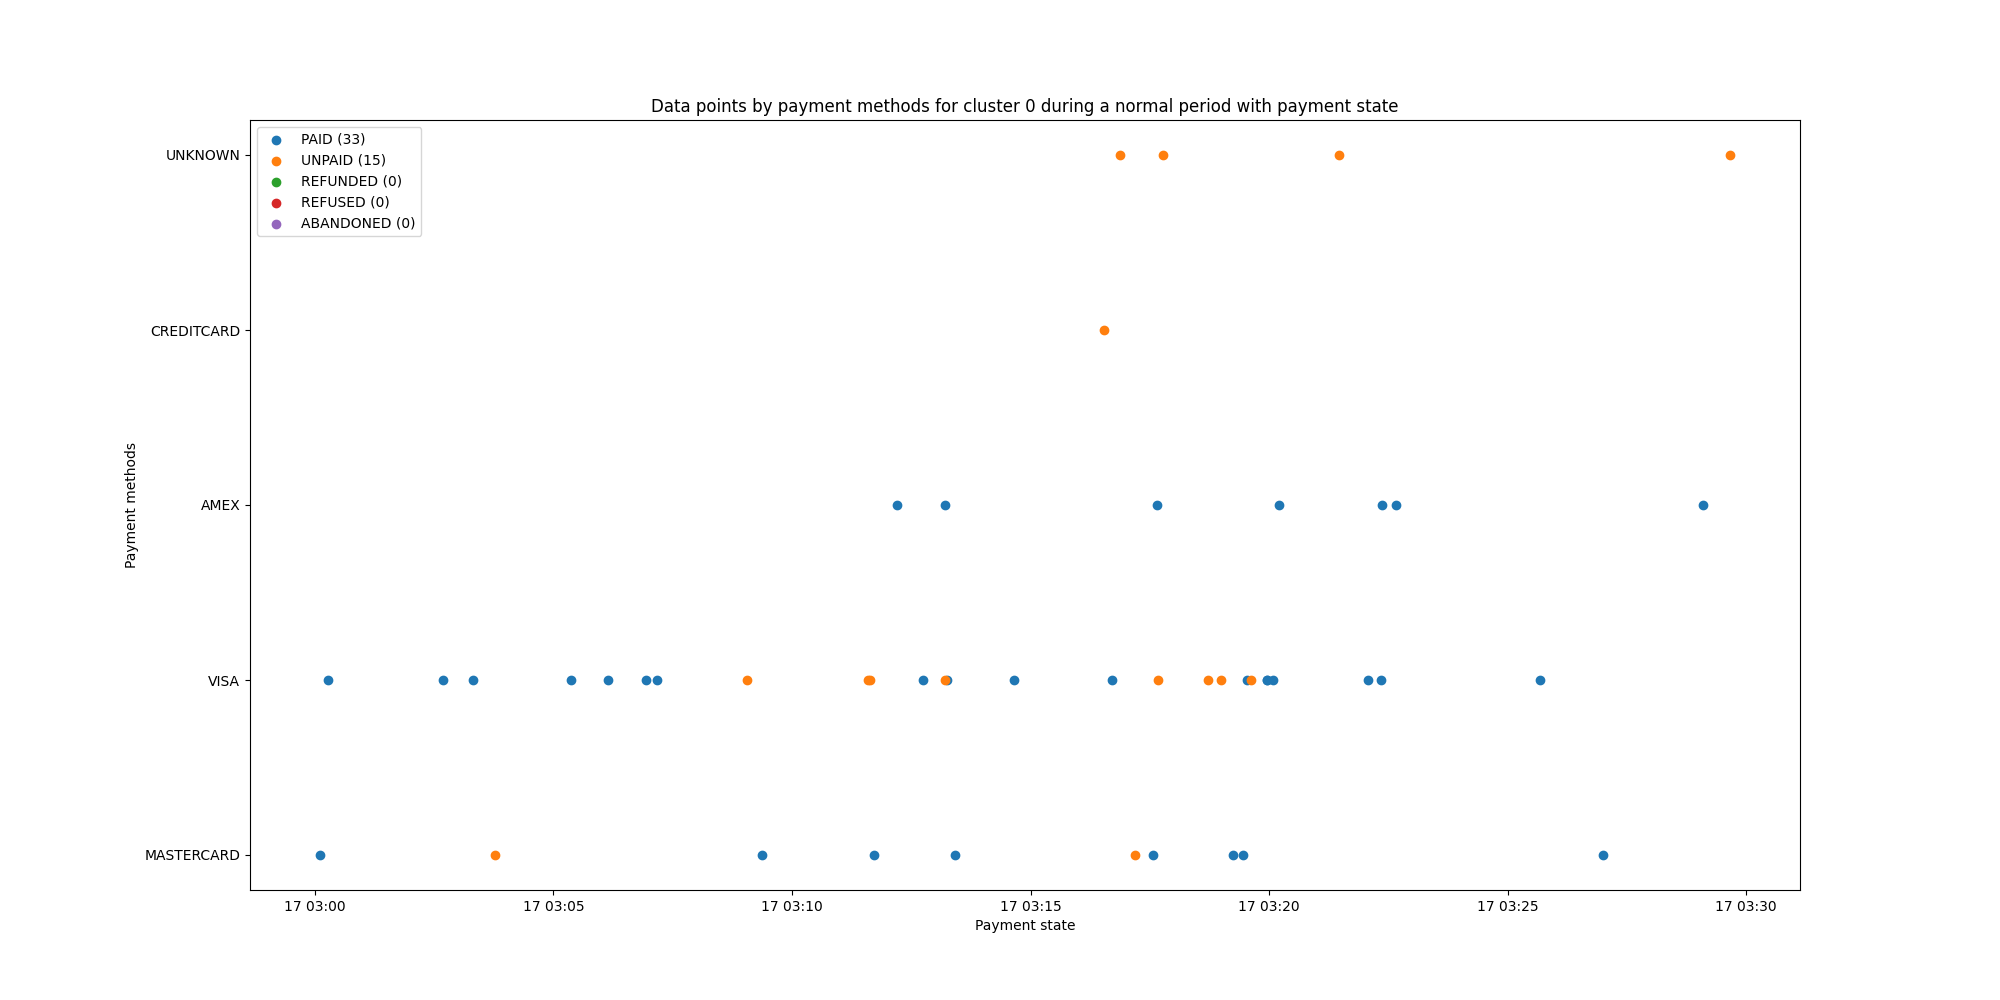 Data points by payment methods for cluster 0 during a normal period with payment state
PAID (33)
UNPAID (15)
REFUNDED (0)
REFUSED (0)
ABANDONED (0)
UNKNOWN
CREDITCARD
AMEX
VISA
MASTERCARD
Payment methods
17 03:00
17 03:05
17 03:10
17 03:15
17 03:20
17 03:25
17 03:30
Payment state